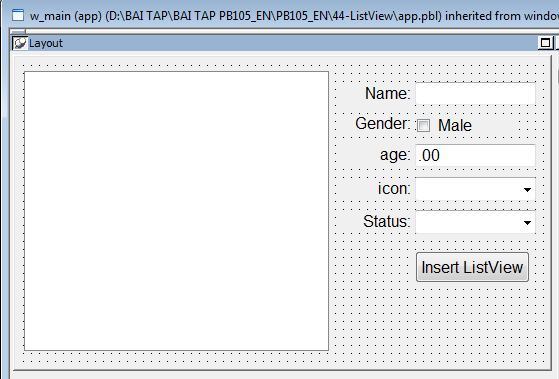 w_main (app) (D:\BAI TAP\BAI TAP PB105_EN\PB105_EN\44-ListView\app.pbl) inherited from window
Layout
Name:
Gender: Male
age: .00
icon:
Status:
Insert ListView